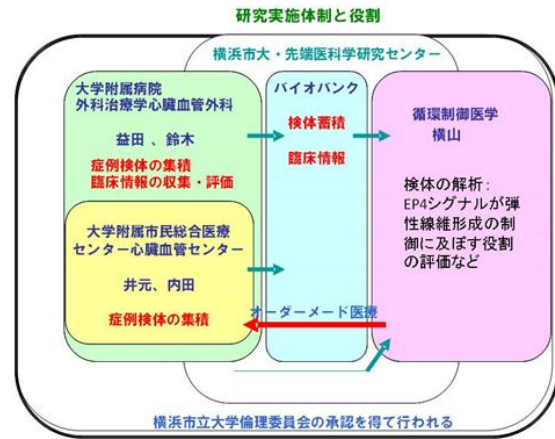 研究実施体制と役割
横浜市大・先端医科学研究センター
大学附属病院
外科治療学心臓血管外科
益田 、鈴木
症例検体の集積
臨床情報の収集・評価
大学附属市民総合医療
センター心臓血管センター
井元、内田
症例検体の集積
バイオバンク
検体蓄積
臨床情報
循環制御医学
横山
検体の解析:
EP4シグナルが弾
性線維形成の制
御に及ぼす役割
の評価など
オーダーメード医療
横浜市立大学倫理委員会の承認を得て行われる